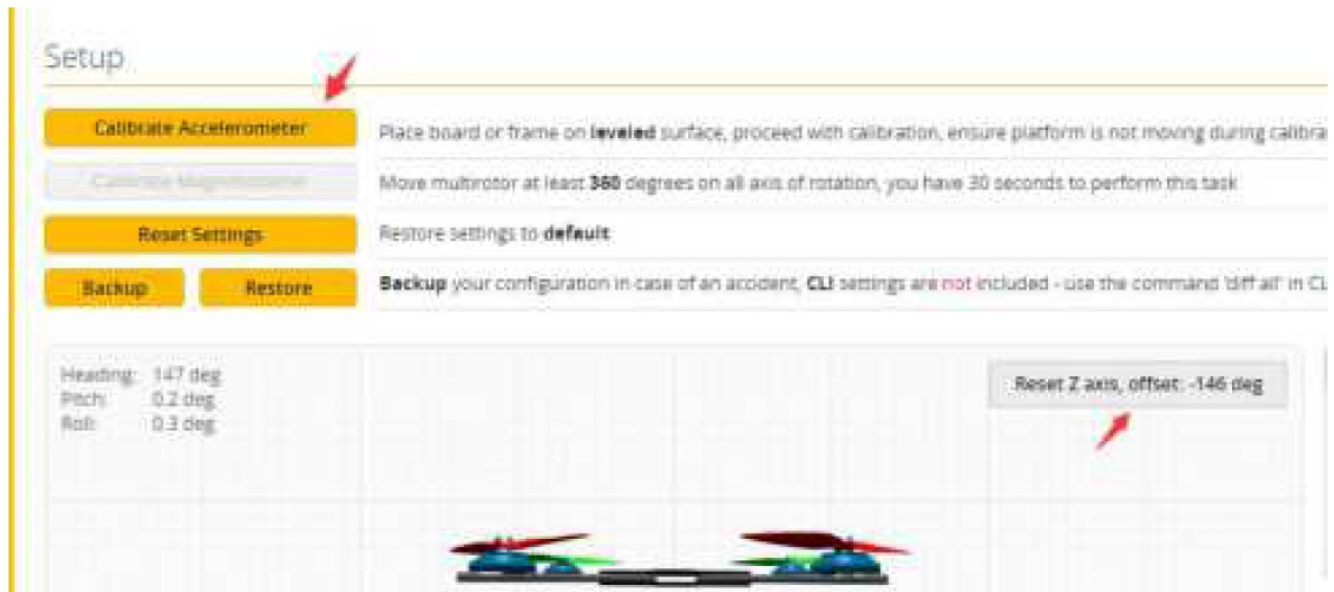 Setup
Calibrate Accelerometer
Place board or frame on leveled surface, proceed with calibration, ensure platform is not moving during calibra
Calibrate Magnetometer
Move multirotor at least 360 degrees on all axis of rotation, you have 30 seconds to perform this task
Reset Settings
Restore settings to default
Backup
Restore
Backup your configuration in case of an accident, CLI settings are not included - use the command 'diff all' in CL
Heading: 147 deg
Pitch: 0.2 deg
Roll: 0.3 deg
Reset Z axis, offset: -146 deg